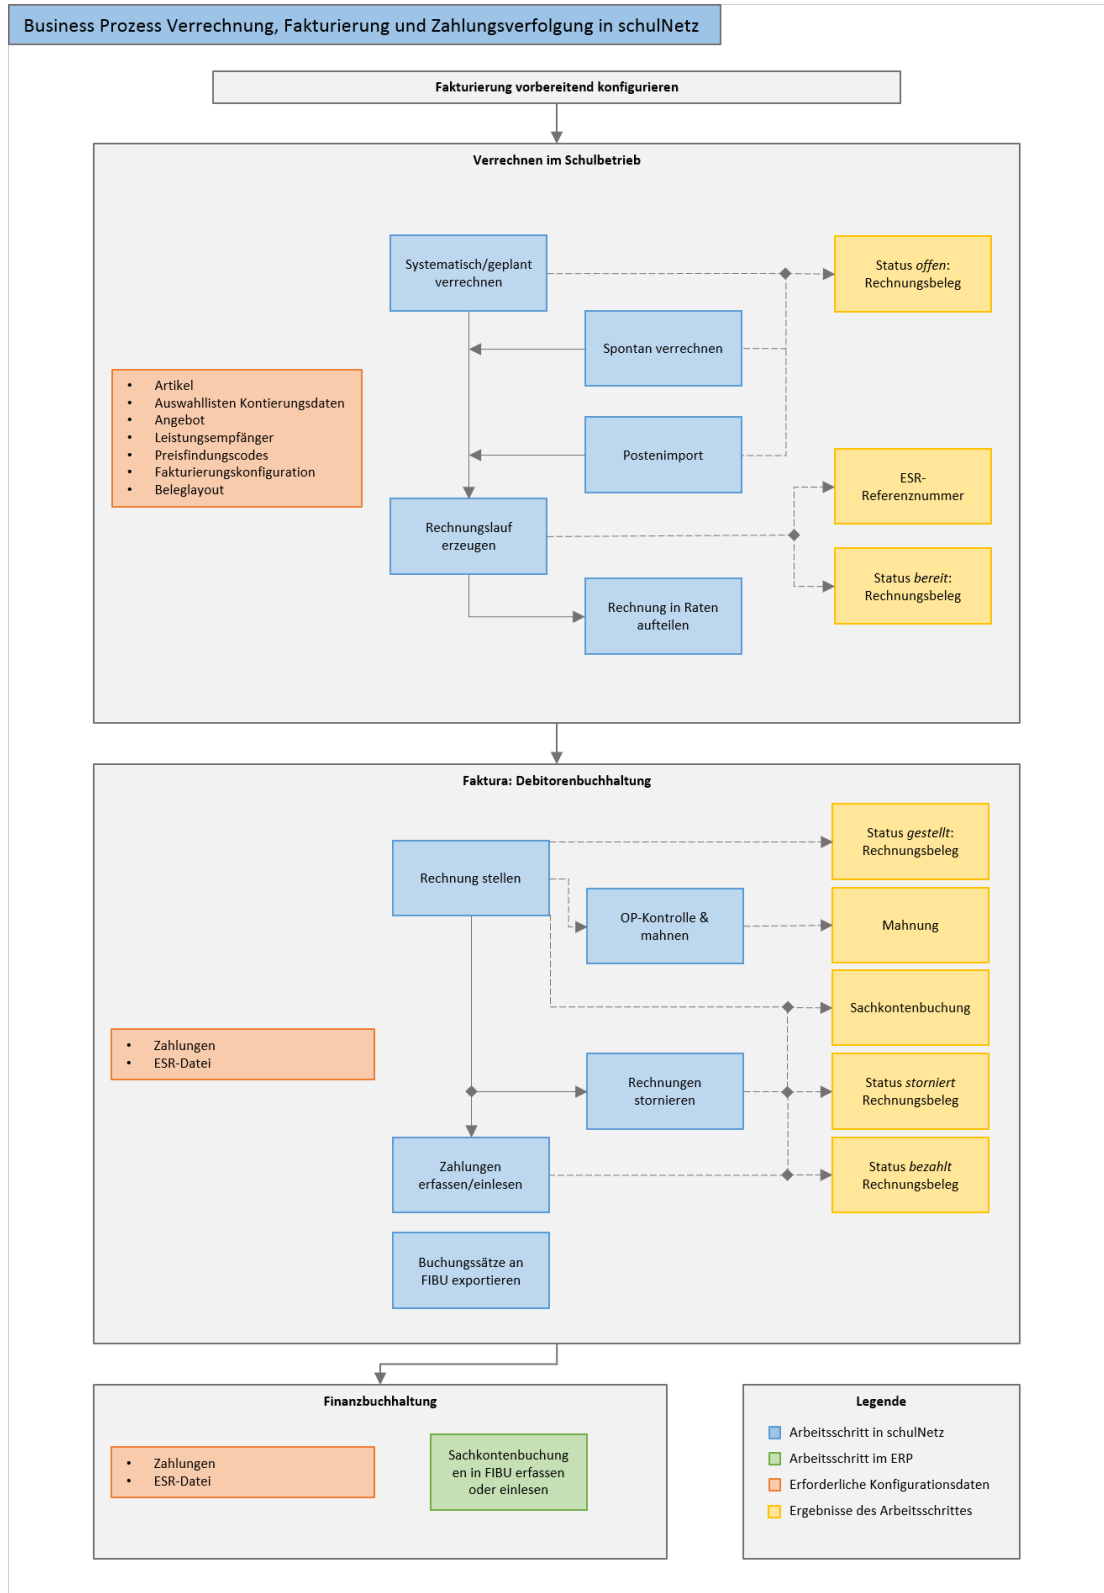 Business Prozess Verrechnung, Fakturierung und Zahlungsverfolgung in schulNetz
Fakturierung vorbereitend konfigurieren
Verrechnen im Schulbetrieb
Systematisch/geplant
verrechnen
Status offen:
Rechnungsbeleg
Spontan verrechnen
• Artikel
• Auswahllisten Kontierungsdaten
• Angebot
• Leistungsempfänger
• Preisfindungscodes
• Fakturierungskonfiguration
• Beleglayout
Postenimport
ESR-
Referenznummer
Rechnungslauf
erzeugen
Status bereit:
Rechnungsbeleg
Rechnung in Raten
aufteilen
Faktura: Debitorenbuchhaltung
Status gestellt:
Rechnungsbeleg
Rechnung stellen
OP-Kontrolle &
mahnen
Mahnung
Sachkontenbuchung
• Zahlungen
• ESR-Datei
Rechnungen
stornieren
Status storniert
Rechnungsbeleg
Zahlungen
erfassen/einlesen
Status bezahlt
Rechnungsbeleg
Buchungssätze an
FIBU exportieren
Finanzbuchhaltung
• Zahlungen
• ESR-Datei
Sachkontenbuchung
en in FIBU erfassen
oder einlesen
Legende
Arbeitsschritt in schulNetz
Arbeitsschritt im ERP
Erforderliche Konfigurationsdaten
Ergebnisse des Arbeitsschrittes